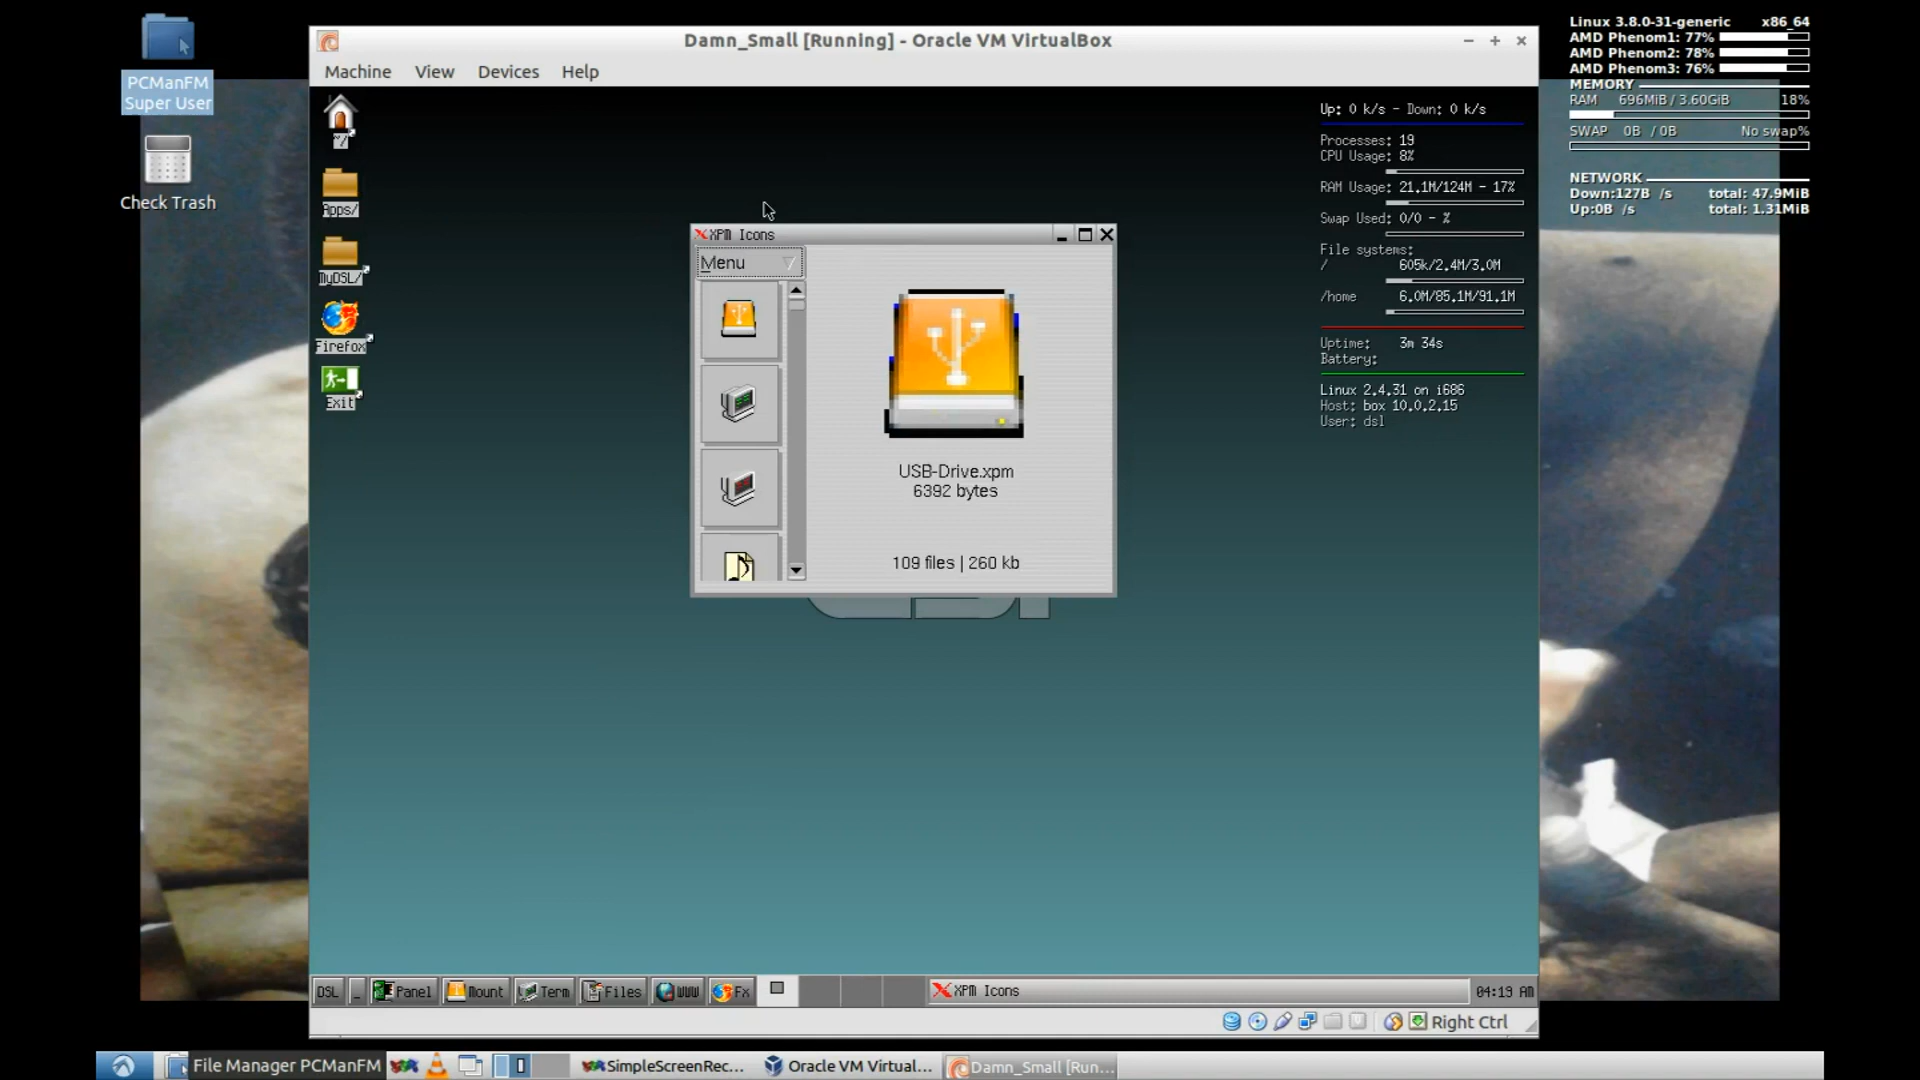 PCManFM
Super User
Check Trash
Damn_Small [Running] - Oracle VM VirtualBox
Machine View Devices Help
~/
Apps/
MyDSL/
Firefox
Exit
XPM Icons
Menu
USB-Drive.xpm
6392 bytes
109 files | 260 kb
Up: 0 k/s - Down: 0 k/s
Processes: 19
CPU Usage: 8%
RAM Usage: 21.1M/124M - 17%
Swap Used: 0/0 - %
File systems:
/ 605k/2.4M/3.0M
/home 6.0M/85.1M/91.1M
Uptime: 3m 34s
Battery:
Linux 2.4.31 on i686
Host: box 10.0.2.15
User: dsl
Linux 3.8.0-31-generic x86_64
AMD Phenom1: 77%
AMD Phenom2: 78%
AMD Phenom3: 76%
MEMORY
RAM 696MiB / 3.60GiB 18%
SWAP 0B / 0B No swap%
NETWORK
Down:127B /s total: 47.9MiB
Up:0B /s total: 1.31MiB
DSL _ Panel Mount Term Files WWW Fx XPM Icons 04:19 AM
Right Ctrl
File Manager PCManFM SimpleScreenRec... Oracle VM Virtual... Damn_Small [Run...